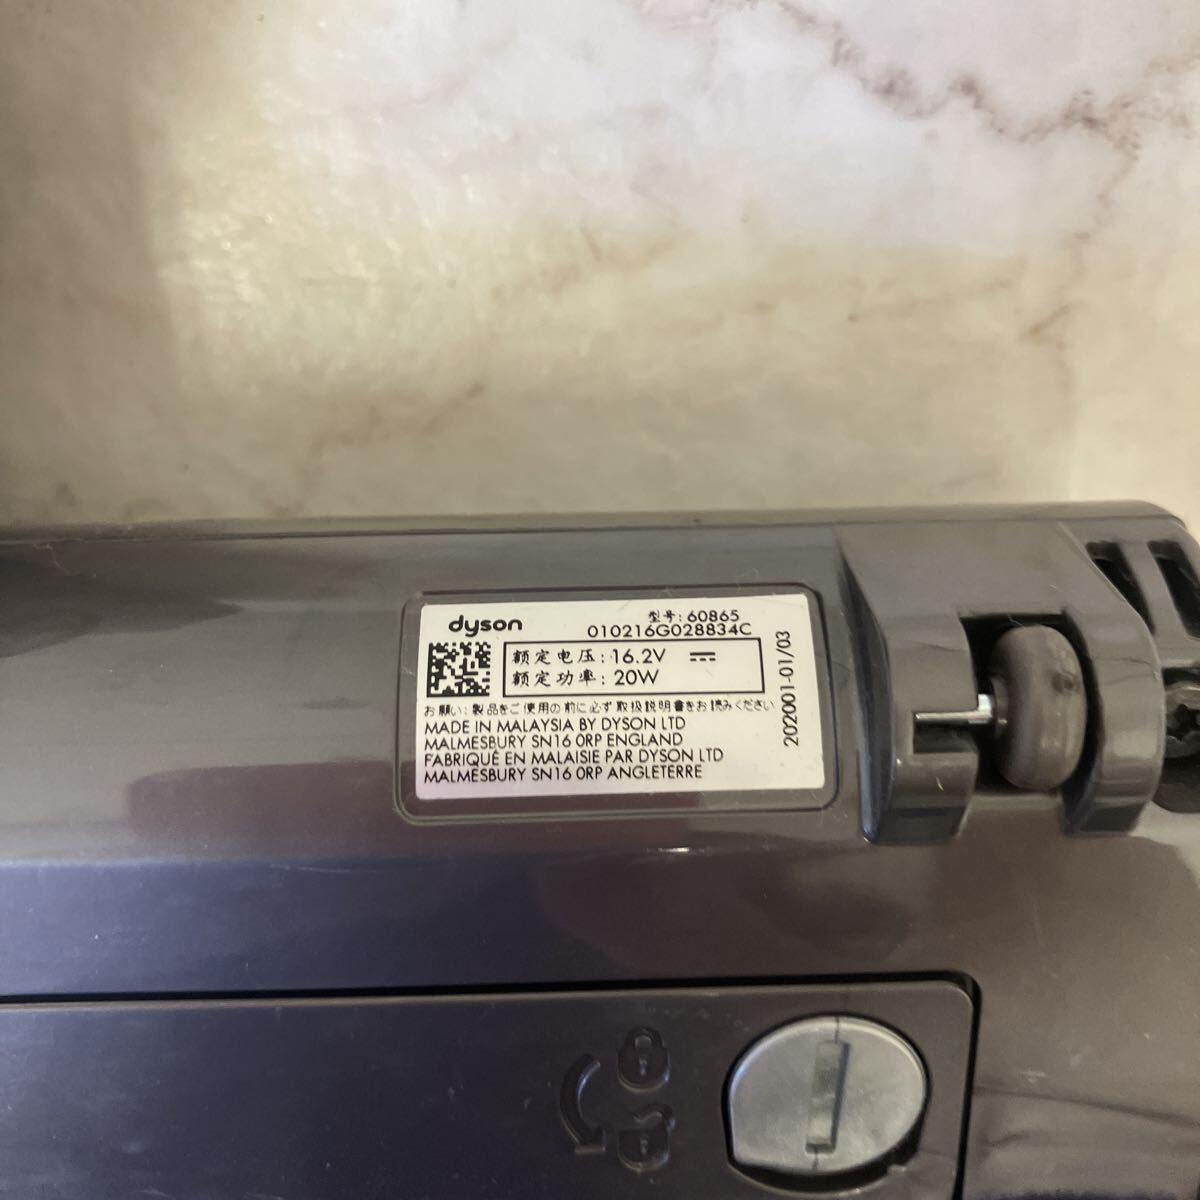 dyson
型号: 60865
010216G028834C
额定电压: 16.2V
额定功率: 20W
お願い: 製品をご使用の前に必ず取扱説明書をお読みください
MADE IN MALAYSIA BY DYSON LTD
MALMESBURY SN16 0RP ENGLAND
FABRIQUÉ EN MALAISIE PAR DYSON LTD
MALMESBURY SN16 0RP ANGLETERRE
202001-01/03